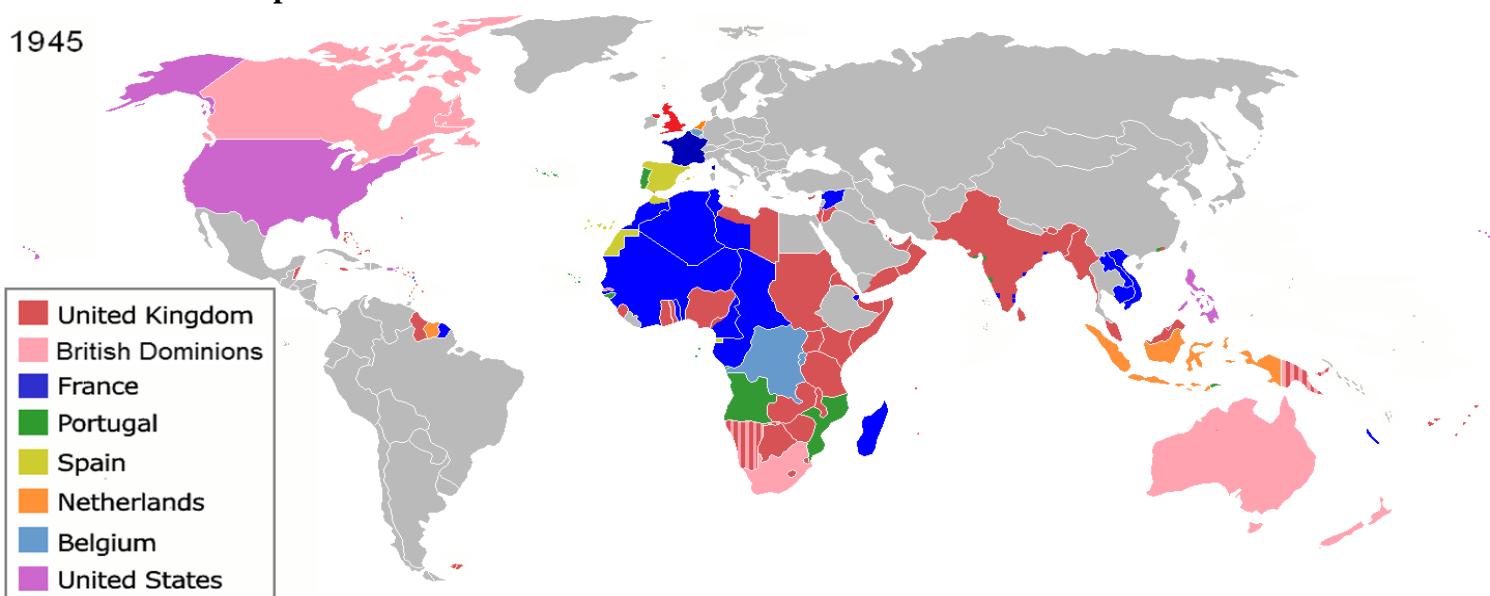 1945
United Kingdom
British Dominions
France
Portugal
Spain
Netherlands
Belgium
United States